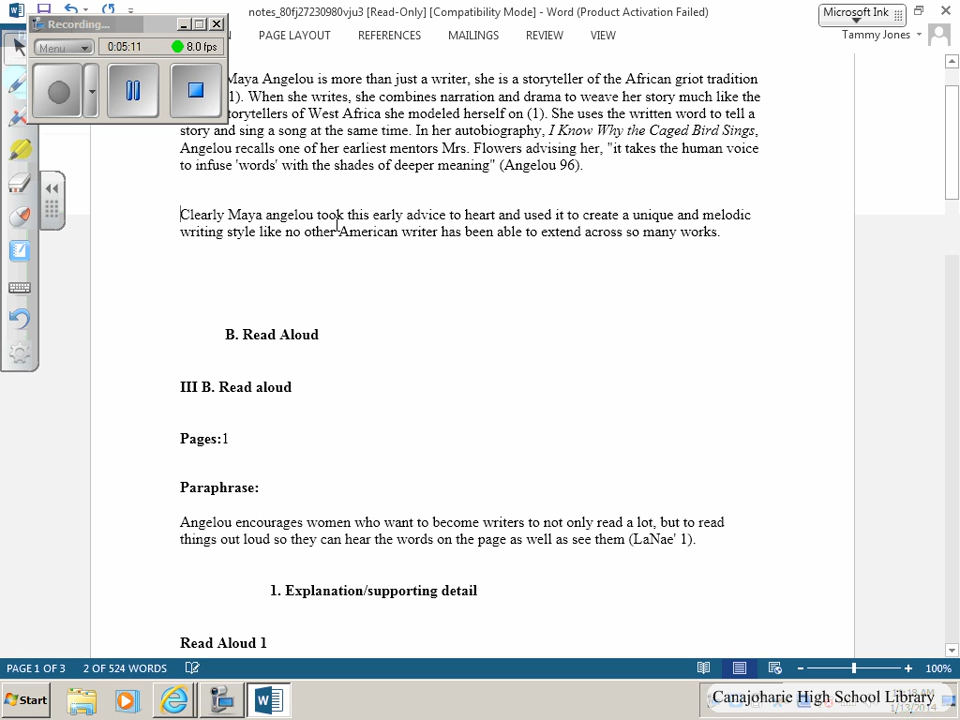 notes_80fj27230980vju3 [Read-Only] [Compatibility Mode] - Word (Product Activation Failed)
Microsoft Ink
Recording...
Menu
0:05:11
8.0 fps
PAGE LAYOUT
REFERENCES
MAILINGS
REVIEW
VIEW
Tammy Jones
Maya Angelou is more than just a writer, she is a storyteller of the African griot tradition
1). When she writes, she combines narration and drama to weave her story much like the
torytellers of West Africa she modeled herself on (1). She uses the written word to tell a
story and sing a song at the same time. In her autobiography, I Know Why the Caged Bird Sings,
Angelou recalls one of her earliest mentors Mrs. Flowers advising her, "it takes the human voice
to infuse 'words' with the shades of deeper meaning" (Angelou 96).
Clearly Maya angelou took this early advice to heart and used it to create a unique and melodic
writing style like no other American writer has been able to extend across so many works.
B. Read Aloud
III B. Read aloud
Pages:1
Paraphrase:
Angelou encourages women who want to become writers to not only read a lot, but to read
things out loud so they can hear the words on the page as well as see them (LaNae' 1).
1. Explanation/supporting detail
Read Aloud 1
PAGE 1 OF 3
2 OF 524 WORDS
100%
Start
Canajoharie High School Library